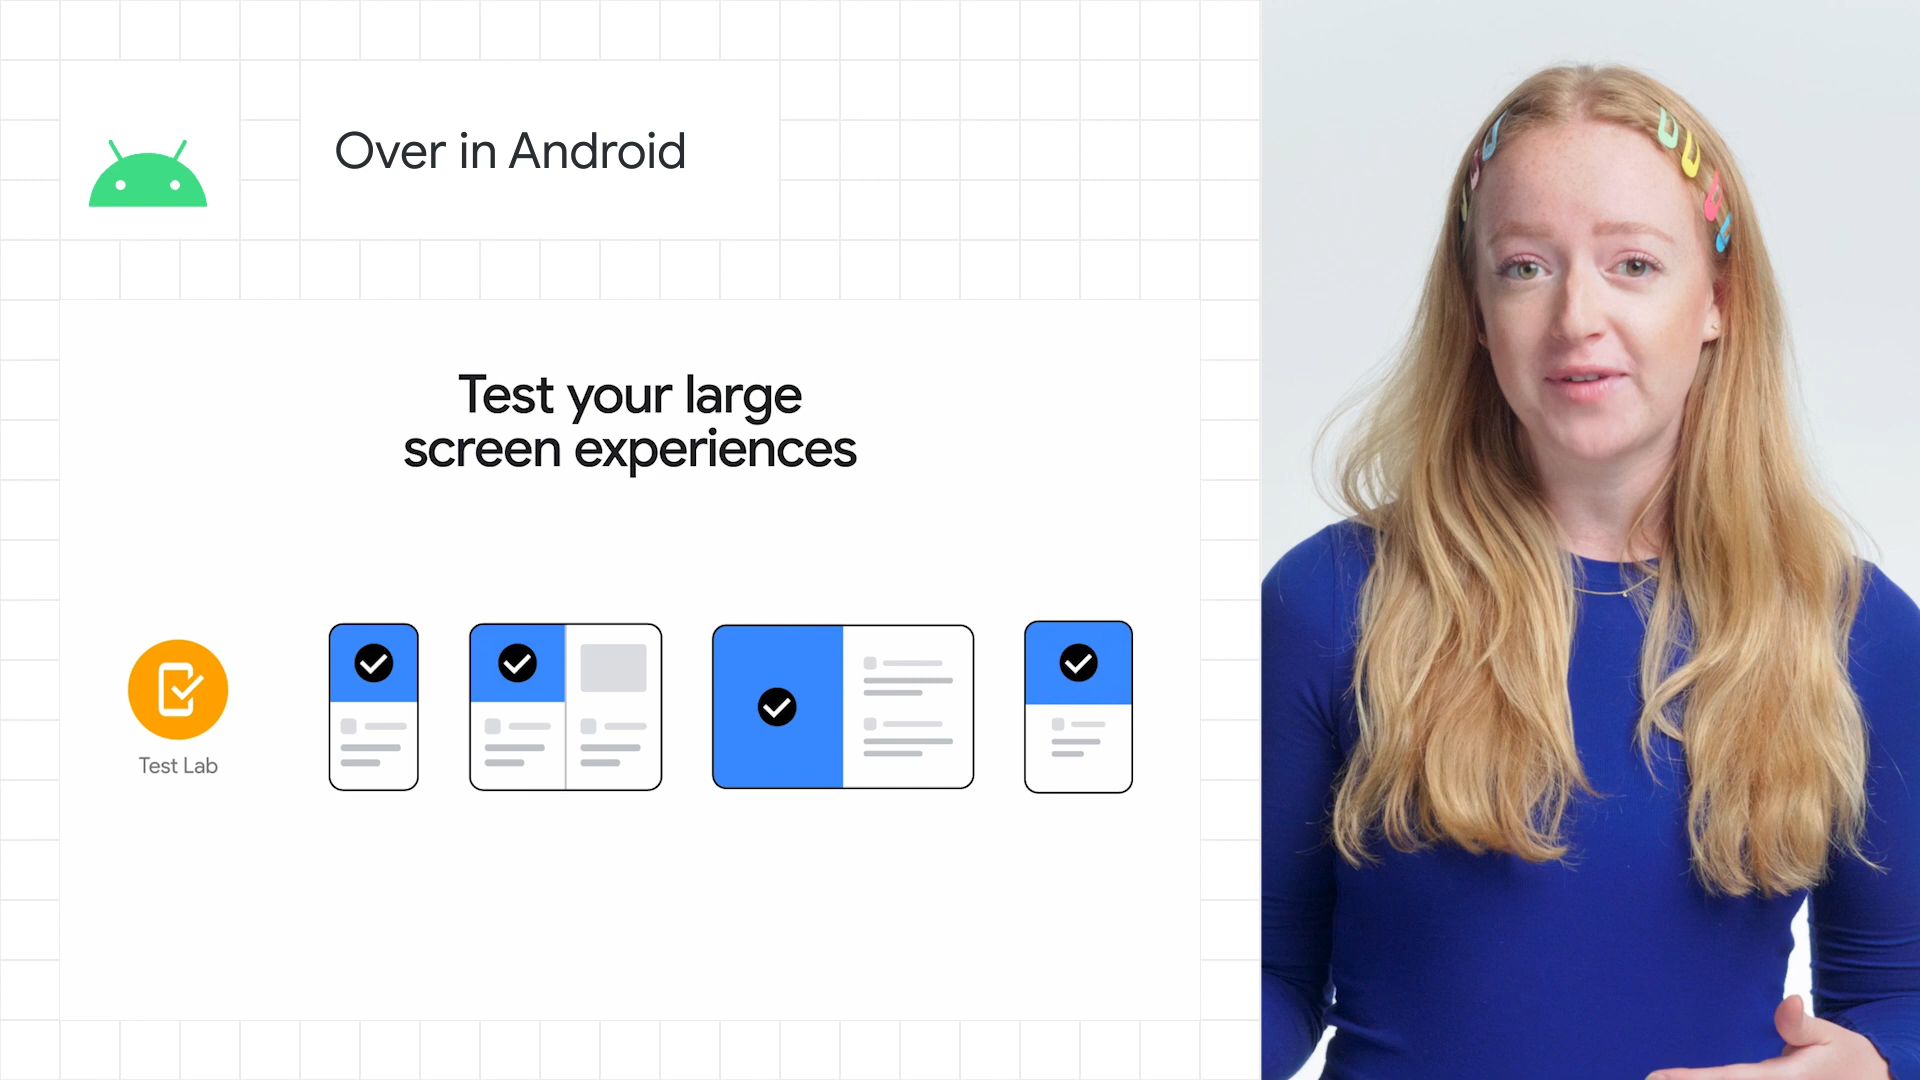 Over in Android
Test your large
screen experiences
Test Lab